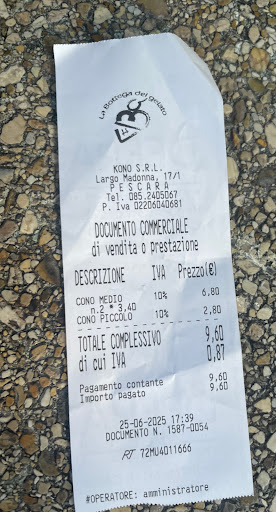 La Bottega del gelato
KONO S.R.L.
Largo Madonna, 17/1
PESCARA
Tel. 085.2405067
P. Iva 02206040681
DOCUMENTO COMMERCIALE
di vendita o prestazione
DESCRIZIONE IVA Prezzo(€)
CONO MEDIO 10% 6,80
n.2 * 3,40
CONO PICCOLO 10% 2,80
TOTALE COMPLESSIVO 9,60
di cui IVA 0,87
Pagamento contante 9,60
Importo pagato 9,60
25-06-2025 17:39
DOCUMENTO N. 1587-0054
RT 72MU4011666
#OPERATORE: amministratore